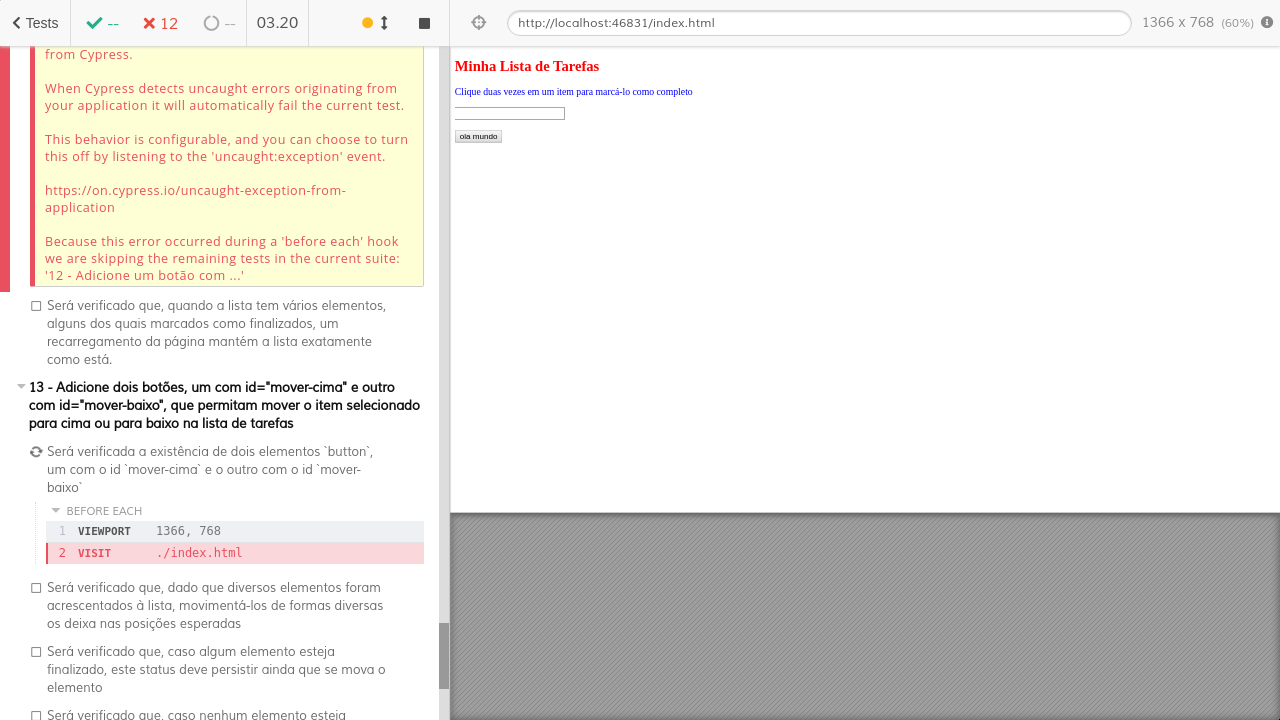 Tests
--
12
--
03.20
http://localhost:46831/index.html
1366 x 768 (60%)
from Cypress.
When Cypress detects uncaught errors originating from
your application it will automatically fail the current test.
This behavior is configurable, and you can choose to turn
this off by listening to the 'uncaught:exception' event.
https://on.cypress.io/uncaught-exception-from-
application
Because this error occurred during a 'before each' hook
we are skipping the remaining tests in the current suite:
'12 - Adicione um botão com ...'
Será verificado que, quando a lista tem vários elementos,
alguns dos quais marcados como finalizados, um
recarregamento da página mantém a lista exatamente
como está.
13 - Adicione dois botões, um com id="mover-cima" e outro
com id="mover-baixo", que permitam mover o item selecionado
para cima ou para baixo na lista de tarefas
Será verificada a existência de dois elementos `button`,
um com o id `mover-cima` e o outro com o id `mover-
baixo`
BEFORE EACH
1 VIEWPORT 1366, 768
2 VISIT ./index.html
Será verificado que, dado que diversos elementos foram
acrescentados à lista, movimentá-los de formas diversas
os deixa nas posições esperadas
Será verificado que, caso algum elemento esteja
finalizado, este status deve persistir ainda que se mova o
elemento
Será verificado que, caso nenhum elemento esteja
Minha Lista de Tarefas
Clique duas vezes em um item para marcá-lo como completo
ola mundo